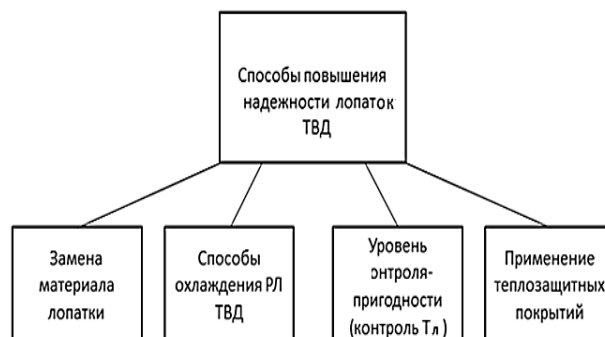 Способы повышения
надежности лопаток
ТВД
Замена
материала
лопатки
Способы
охлаждения РЛ
ТВД
Уровень
онтроля-
пригодности
(контроль Тл )
Применение
теплозащитных
покрытий